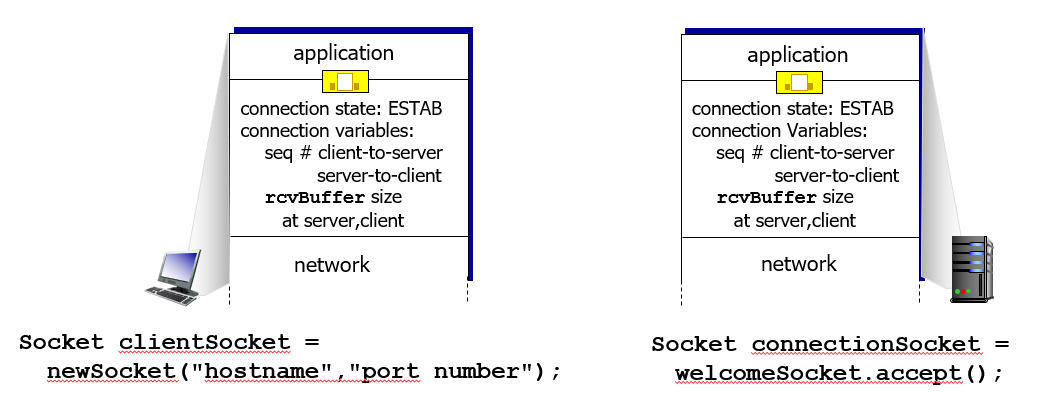 application
connection state: ESTAB
connection variables:
seq # client-to-server
server-to-client
rcvBuffer size
at server,client
network
Socket clientSocket =
newSocket("hostname","port number");
application
connection state: ESTAB
connection Variables:
seq # client-to-server
server-to-client
rcvBuffer size
at server,client
network
Socket connectionSocket =
welcomeSocket.accept();